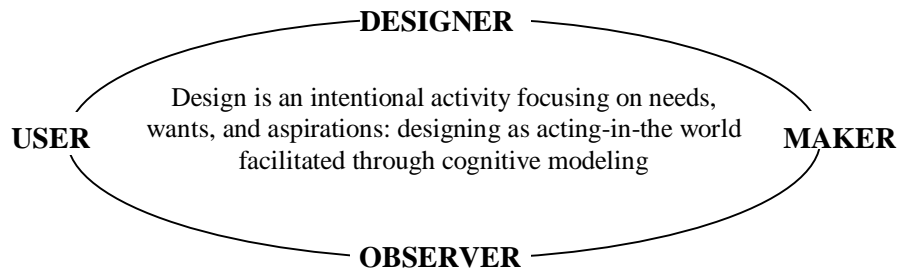 DESIGNER
Design is an intentional activity focusing on needs,
wants, and aspirations: designing as acting-in-the world
facilitated through cognitive modeling
USER
MAKER
OBSERVER